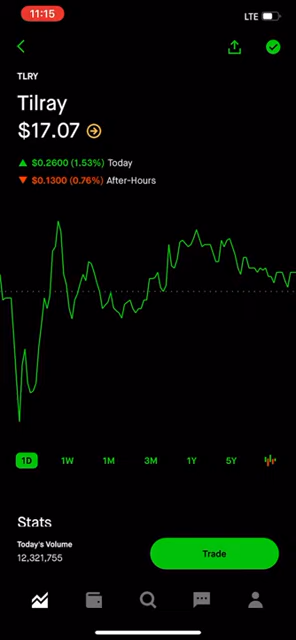 11:15
LTE
TLRY
Tilray
$17.07
$0.2600 (1.53%) Today
$0.1300 (0.76%) After-Hours
1D 1W 1M 3M 1Y 5Y
Stats
Today's Volume
12,321,755
Trade